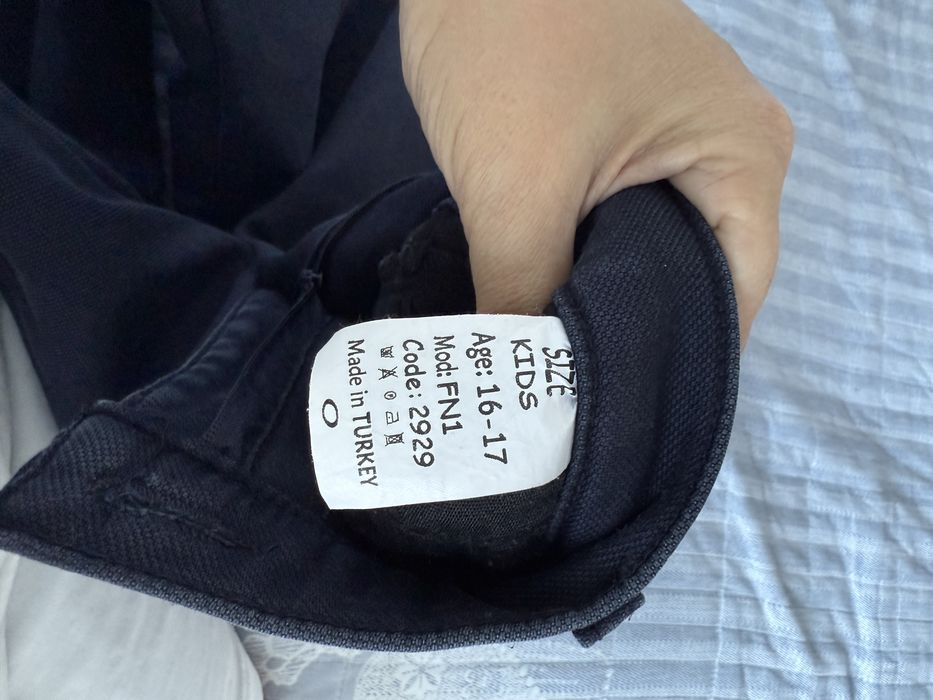 SIZE
KIDS
Age: 16-17
Mod: FN1
Code: 2929
Made in TURKEY
O